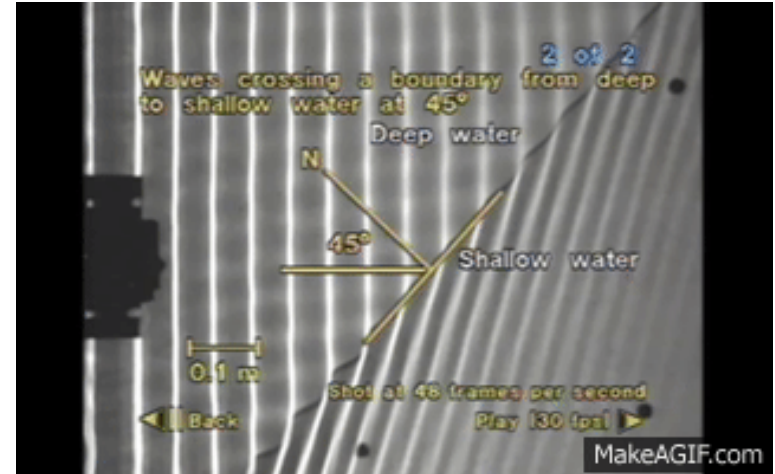 2 of 2
Waves crossing a boundary from deep
to shallow water at 45°
Deep water
N
45°
Shallow water
0.1 m
Shot at 46 frames per second
Back
Play (30 fps)
MakeAGIF.com